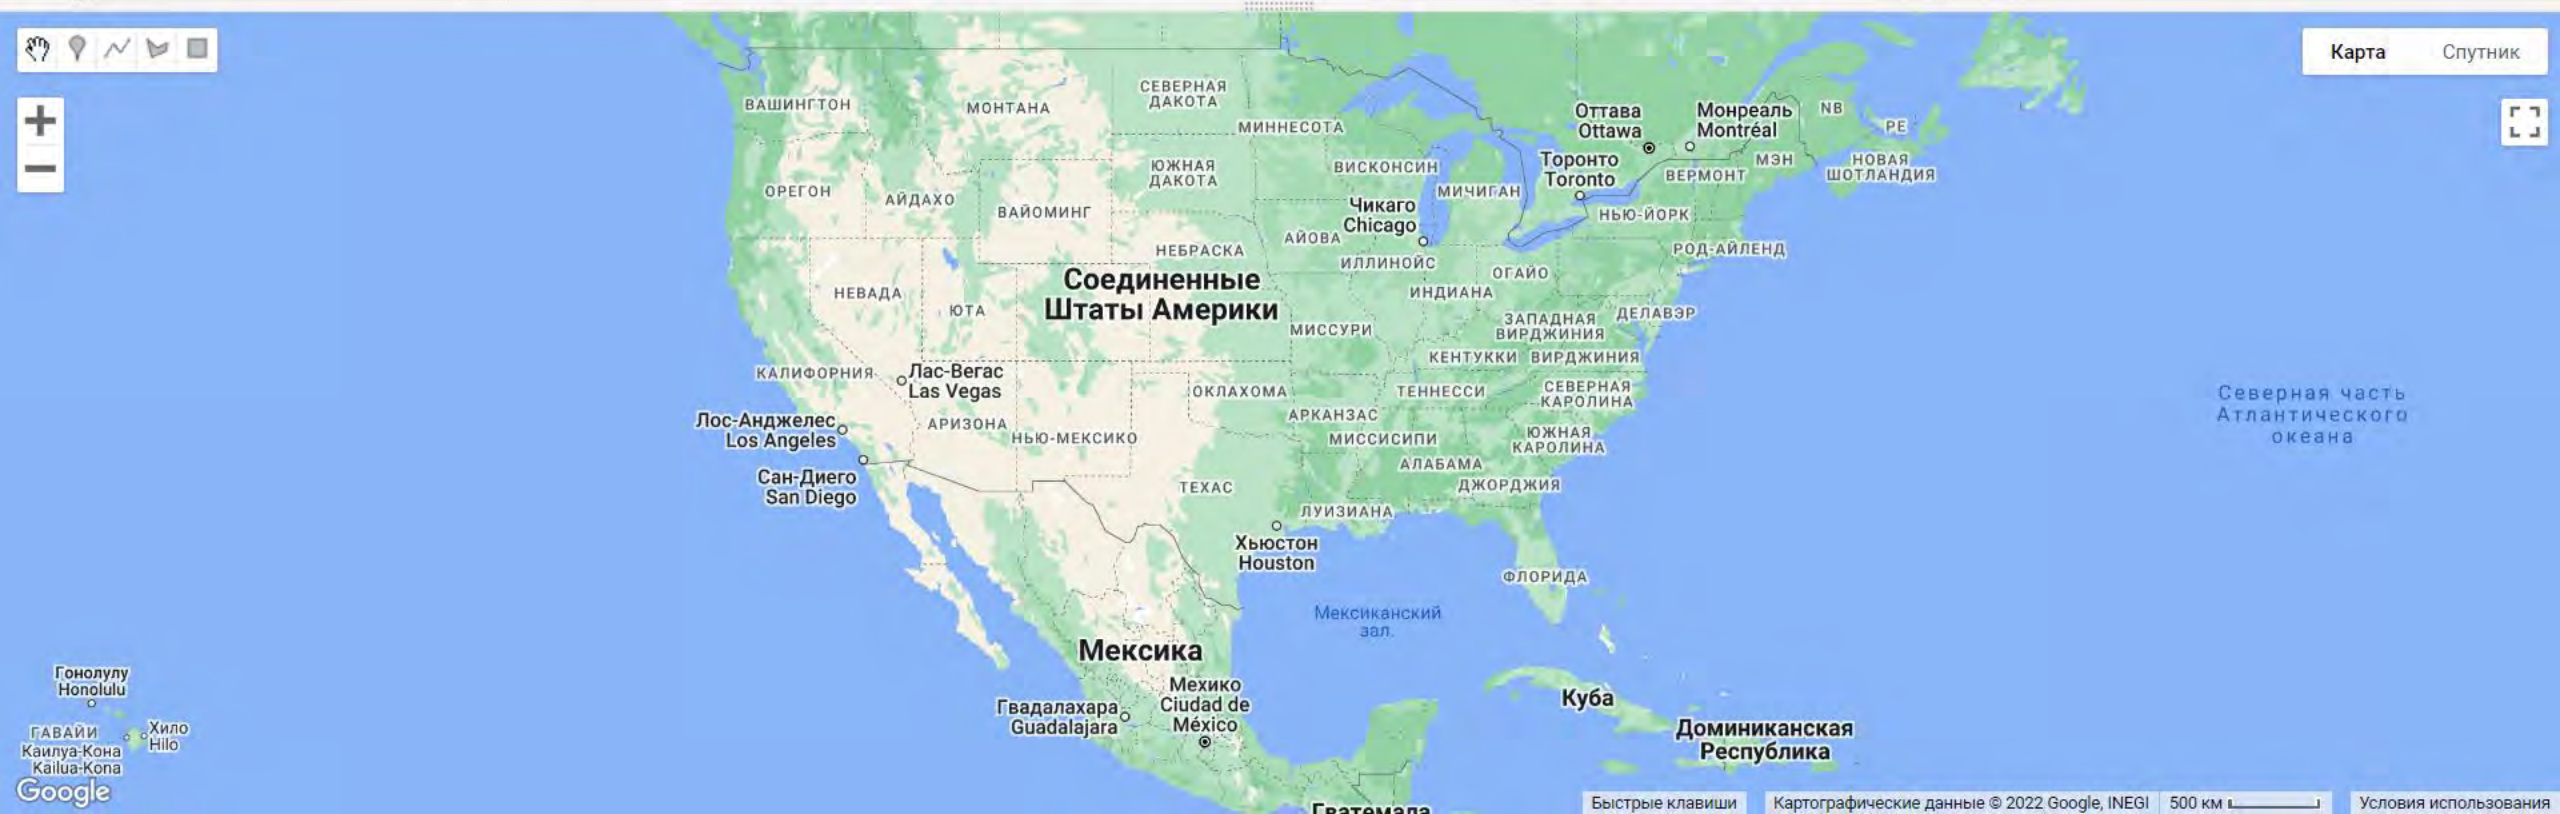 Карта
Спутник
СЕВЕРНАЯ
ДАКОТА
ВАШИНГТОН
МОНТАНА
Оттава
Ottawa
Монреаль
Montréal
NB
PE
МИННЕСОТА
ЮЖНАЯ
ДАКОТА
ВИСКОНСИН
МИЧИГАН
Торонто
Toronto
МЭН
ВЕРМОНТ
НОВАЯ
ШОТЛАНДИЯ
ОРЕГОН
АЙДАХО
ВАЙОМИНГ
Чикаго
Chicago
НЬЮ-ЙОРК
НЕБРАСКА
АЙОВА
ИЛЛИНОЙС
ОГАЙО
РОД-АЙЛЕНД
Соединенные
Штаты Америки
НЕВАДА
ЮТА
ИНДИАНА
МИССУРИ
ЗАПАДНАЯ
ВИРДЖИНИЯ
ДЕЛАВЭР
КЕНТУККИ
ВИРДЖИНИЯ
КАЛИФОРНИЯ
Лас-Вегас
Las Vegas
ОКЛАХОМА
ТЕННЕССИ
СЕВЕРНАЯ
КАРОЛИНА
Северная часть
Атлантического
океана
Лос-Анджелес
Los Angeles
АРИЗОНА
НЬЮ-МЕКСИКО
АРКАНЗАС
МИССИСИПИ
ЮЖНАЯ
КАРОЛИНА
АЛАБАМА
Сан-Диего
San Diego
ТЕХАС
ДЖОРДЖИЯ
ЛУИЗИАНА
Хьюстон
Houston
ФЛОРИДА
Мексиканский
зал.
Мексика
Мехико
Ciudad de
México
Гвадалахара
Guadalajara
Куба
Доминиканская
Республика
Гонолулу
Honolulu
ГАВАЙИ
Хило
Hilo
Каилуа-Кона
Kailua-Kona
Google
Гватемала
Быстрые клавиши
Картографические данные © 2022 Google, INEGI
500 км
Условия использования